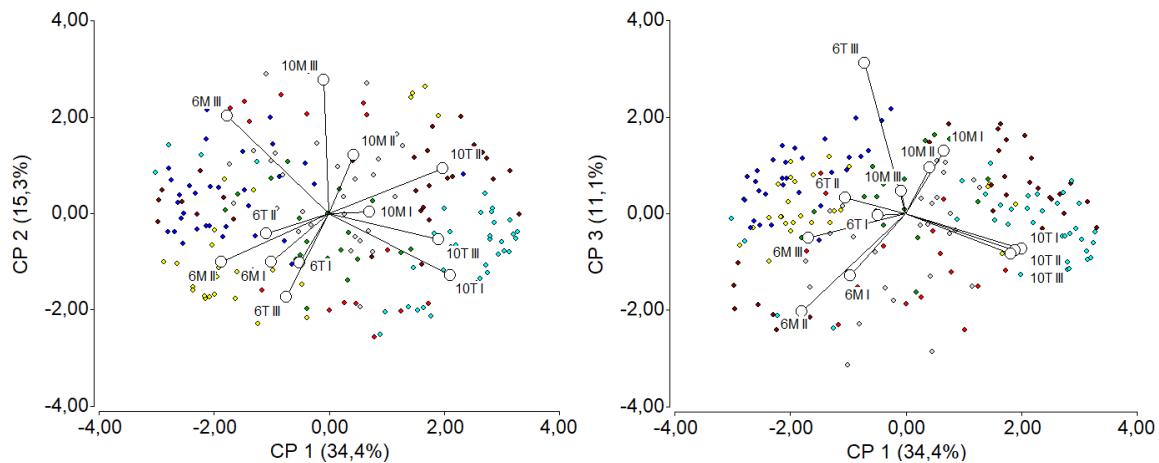 4,00
2,00
0,00
-2,00
-4,00
CP 2 (15,3%)
10M III
6M III
10M II
10T II
10M I
6T II
10T III
6M II
6M I
6T I
10T I
6T III
-4,00
-2,00
0,00
2,00
4,00
CP 1 (34,4%)
4,00
2,00
0,00
-2,00
-4,00
CP 3 (11,1%)
6T III
10M I
10M II
10M III
6T II
6T I
6M III
10T I
10T II
10T III
6M I
6M II
-4,00
-2,00
0,00
2,00
4,00
CP 1 (34,4%)